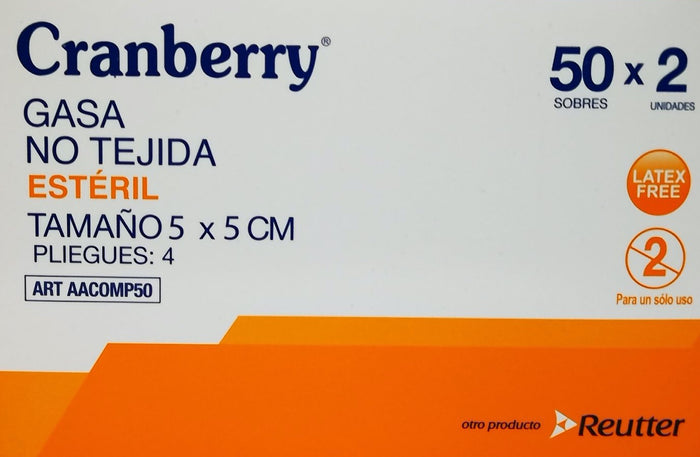 Cranberry®
50 x 2
SOBRES UNIDADES
GASA
NO TEJIDA
ESTÉRIL
TAMAÑO 5 x 5 CM
PLIEGUES: 4
ART AACOMP50
LATEX
FREE
2
Para un sólo uso
otro producto Reutter